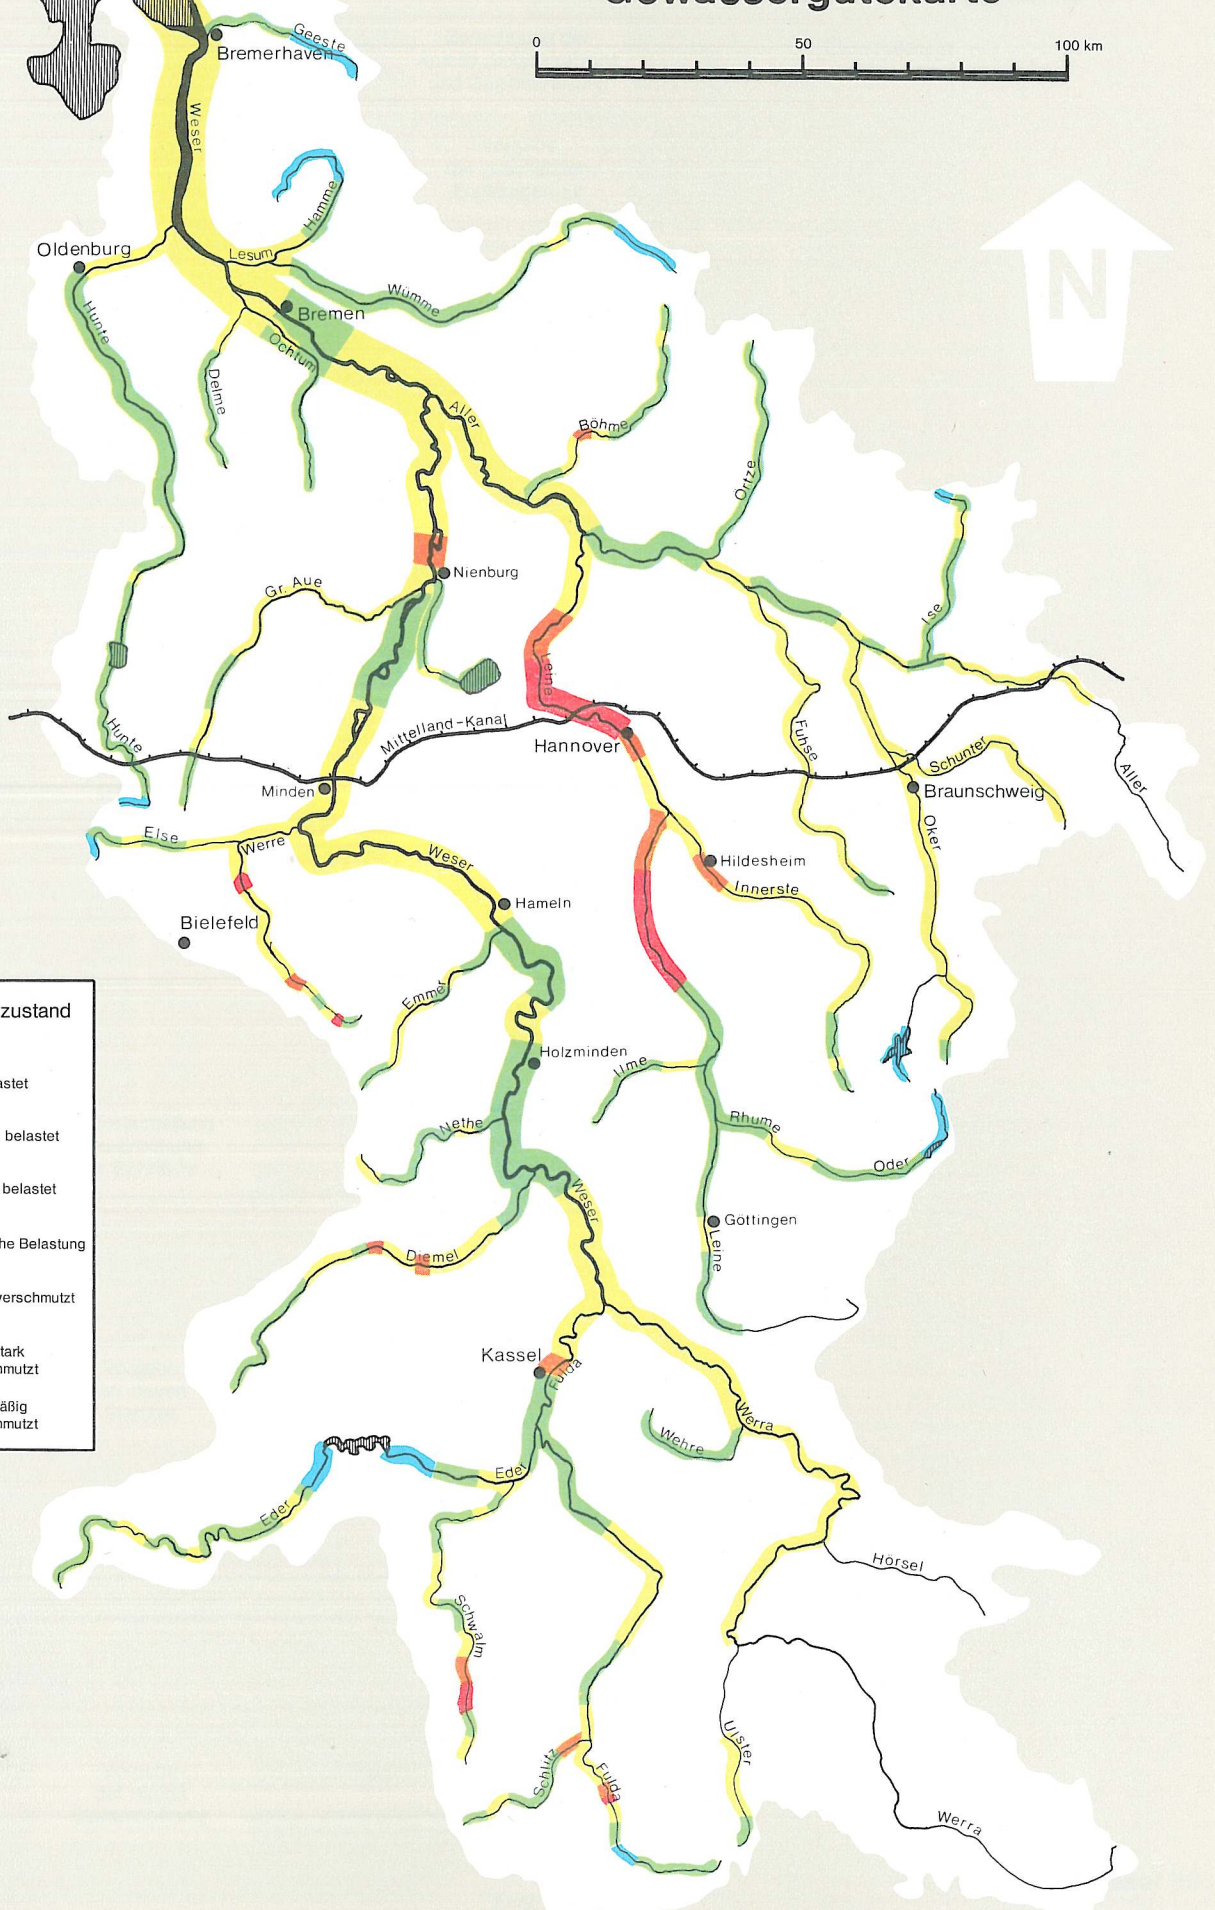 Gewässergütekarte
0 50 100 km
Geeste
Bremerhaven
Weser
Hamme
N
Oldenburg
Lesum
Wümme
Hunte
Bremen
Ochtum
Delme
Aller
Böhme
Örtze
Nienburg
Gr. Aue
Ise
Leine
Hunte
Mittelland-Kanal
Hannover
Fuhse
Schunter
Aller
Minden
Braunschweig
Else
Werre
Weser
Oker
Hildesheim
Innerste
Hameln
Bielefeld
Emmer
zustand
astet
belastet
belastet
he Belastung
verschmutzt
tark
mutzt
äßig
mutzt
Holzminden
Ilme
Nethe
Rhume
Oder
Weser
Göttingen
Leine
Diemel
Kassel
Fulda
Werra
Wehre
Eder
Eder
Hörsel
Schwalm
Ulster
Schlitz
Fulda
Werra